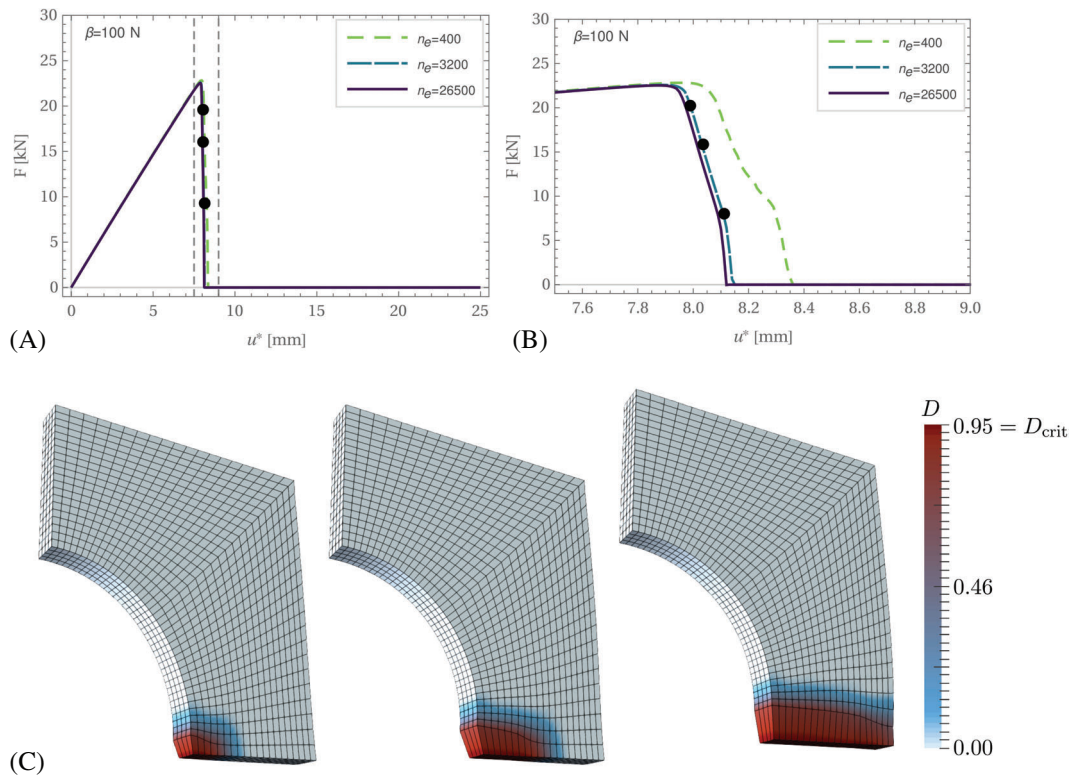 β=100 N
n_e=400
n_e=3200
n_e=26500
F [kN]
30
25
20
15
10
5
0
0 5 10 15 20 25
u* [mm]
(A)
β=100 N
n_e=400
n_e=3200
n_e=26500
F [kN]
30
25
20
15
10
5
0
7.6 7.8 8.0 8.2 8.4 8.6 8.8 9.0
u* [mm]
(B)
D
0.95 = D_crit
0.46
0.00
(C)